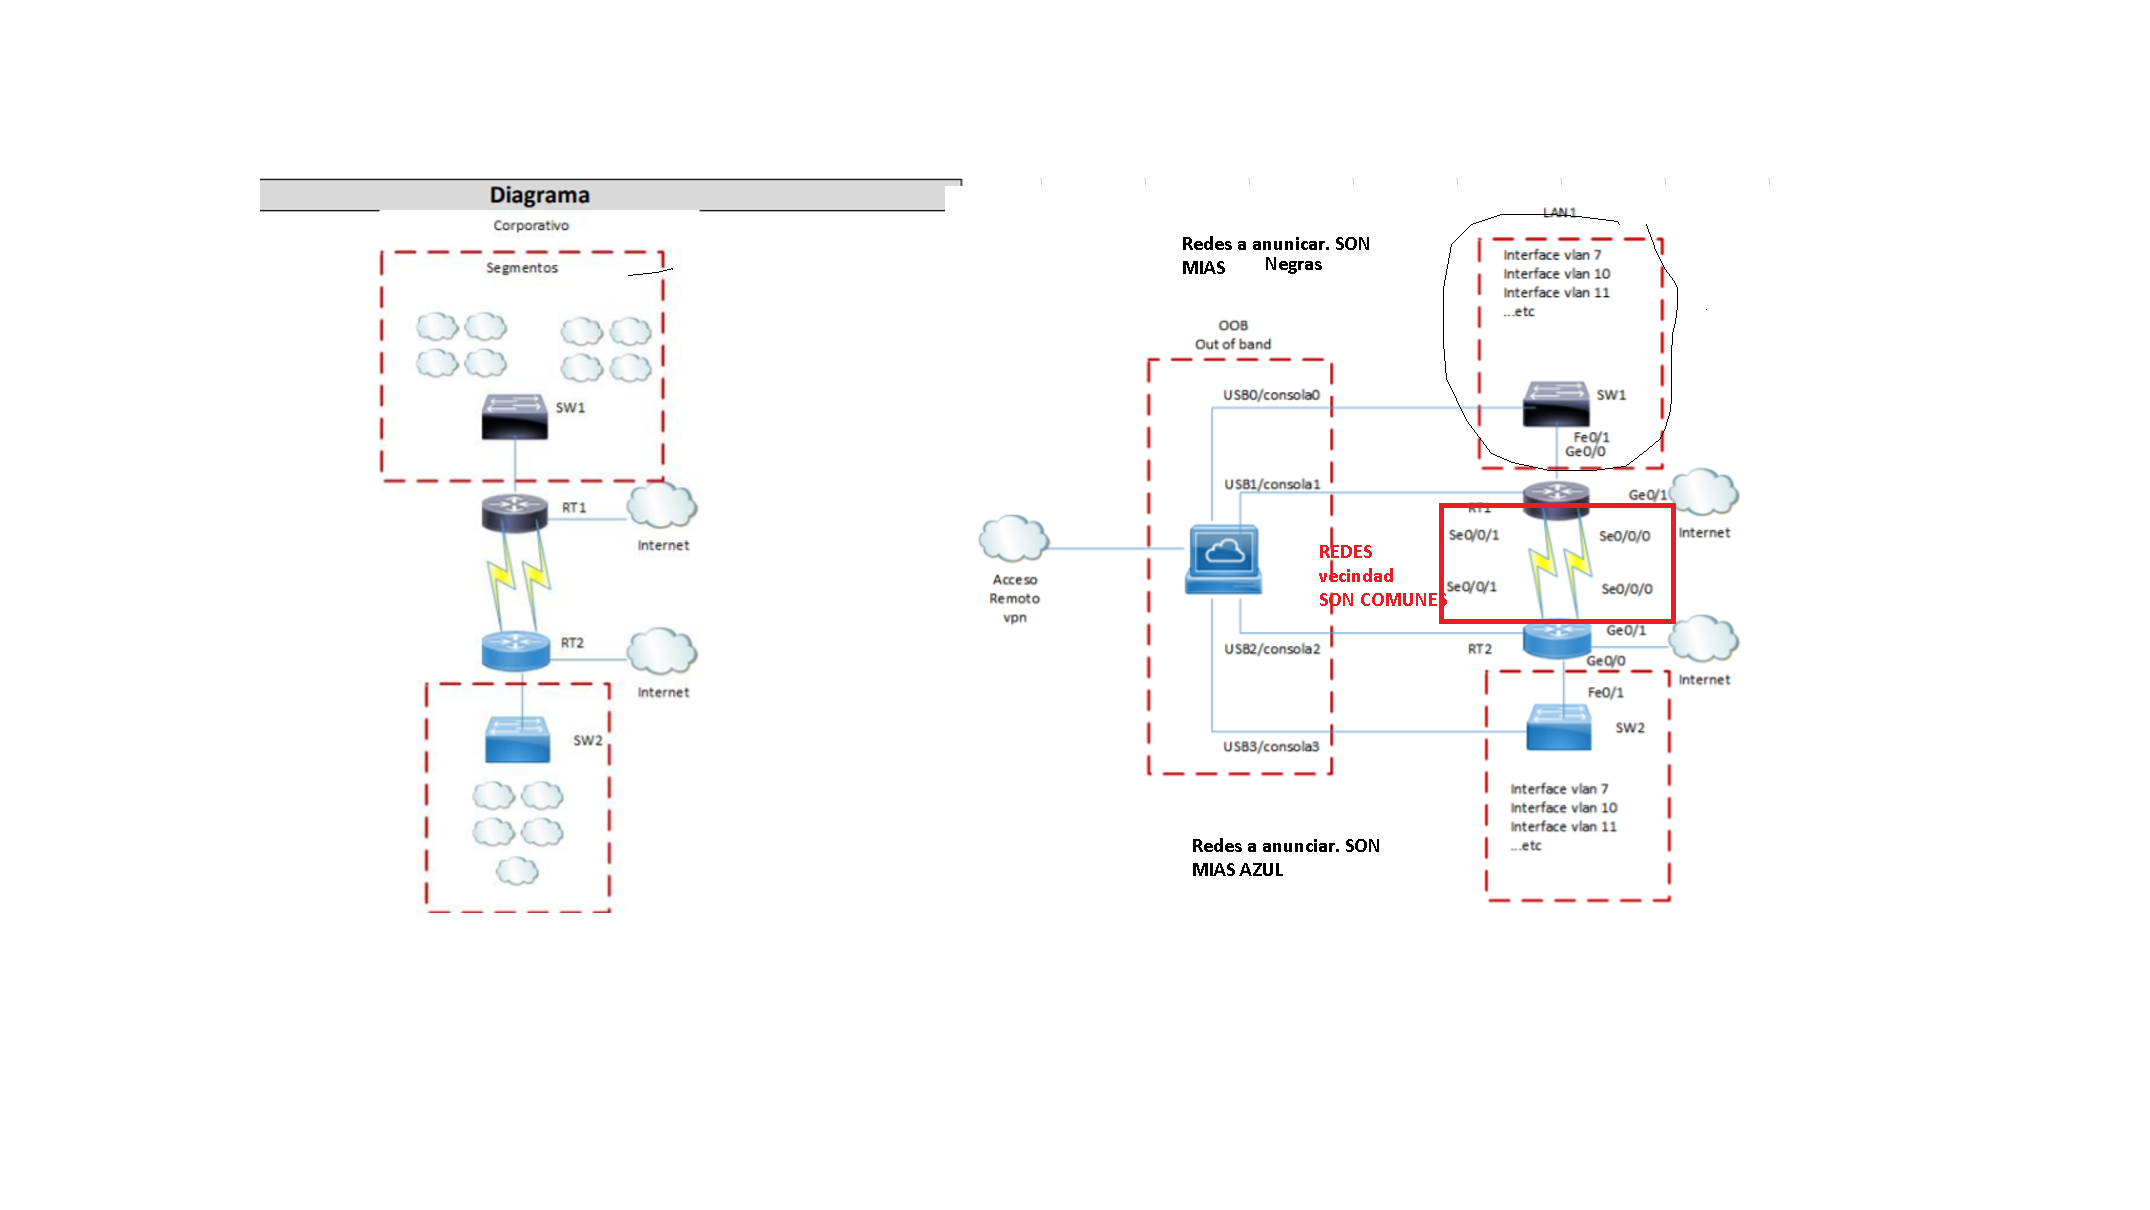 Diagrama
Corporativo
Segmentos
SW1
RT1
Internet
RT2
Internet
SW2
Redes a anunicar. SON
MIAS Negras
OOB
Out of band
USB0/consola0
USB1/consola1
Acceso
Remoto
vpn
REDES
vecindad
SON COMUNES
USB2/consola2
USB3/consola3
Redes a anunciar. SON
MIAS AZUL
LAN1
Interface vlan 7
Interface vlan 10
Interface vlan 11
...etc
SW1
Fe0/1
Ge0/0
Ge0/1
RT1
Internet
Se0/0/1
Se0/0/0
Se0/0/1
Se0/0/0
Ge0/1
RT2
Ge0/0
Internet
Fe0/1
SW2
Interface vlan 7
Interface vlan 10
Interface vlan 11
...etc